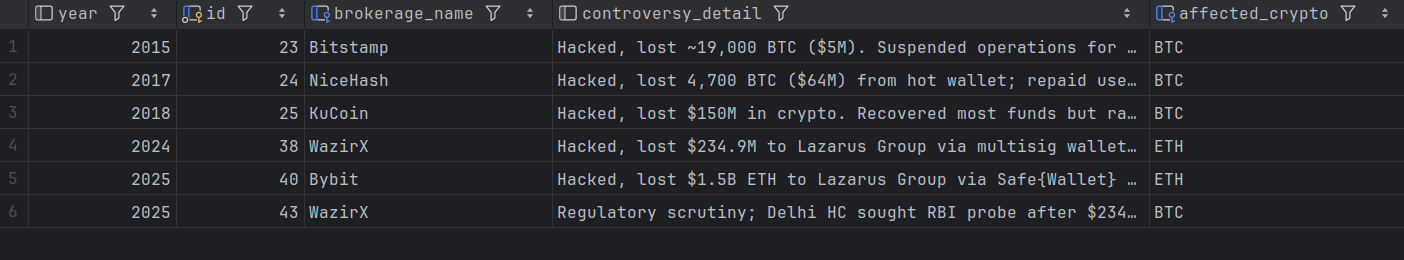 year id brokerage_name controversy_detail affected_crypto
1 2015 23 Bitstamp Hacked, lost ~19,000 BTC ($5M). Suspended operations for … BTC
2 2017 24 NiceHash Hacked, lost 4,700 BTC ($64M) from hot wallet; repaid use… BTC
3 2018 25 KuCoin Hacked, lost $150M in crypto. Recovered most funds but ra… BTC
4 2024 38 WazirX Hacked, lost $234.9M to Lazarus Group via multisig wallet… ETH
5 2025 40 Bybit Hacked, lost $1.5B ETH to Lazarus Group via Safe{Wallet} … ETH
6 2025 43 WazirX Regulatory scrutiny; Delhi HC sought RBI probe after $234… BTC